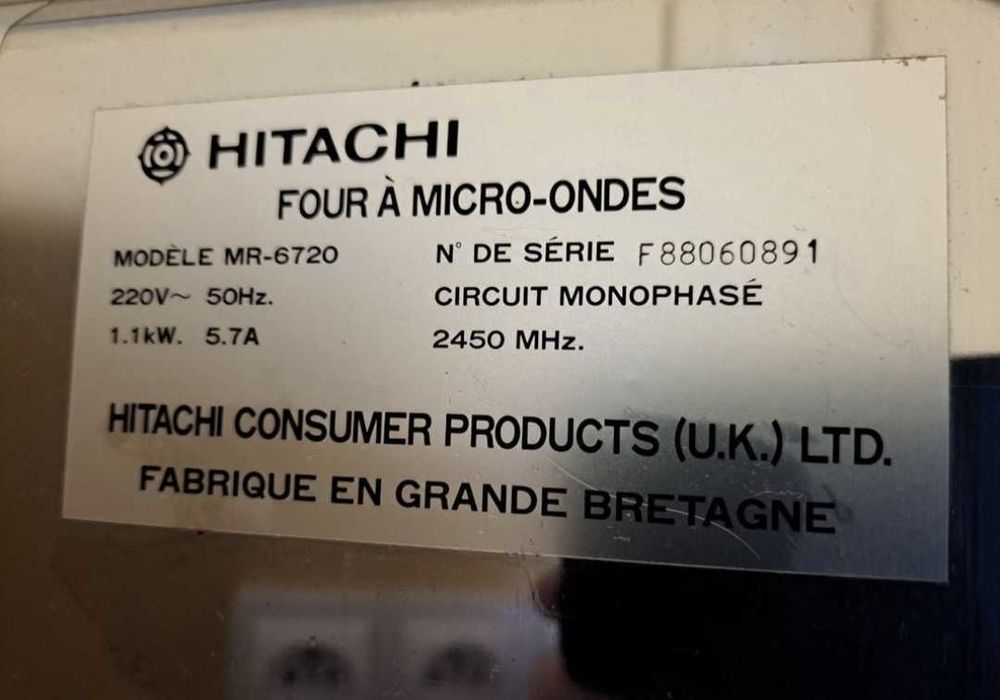 HITACHI
FOUR À MICRO-ONDES
MODÈLE MR-6720 N° DE SÉRIE F88060891
220V~ 50Hz. CIRCUIT MONOPHASÉ
1.1kW. 5.7A 2450 MHz.
HITACHI CONSUMER PRODUCTS (U.K.) LTD.
FABRIQUE EN GRANDE BRETAGNE